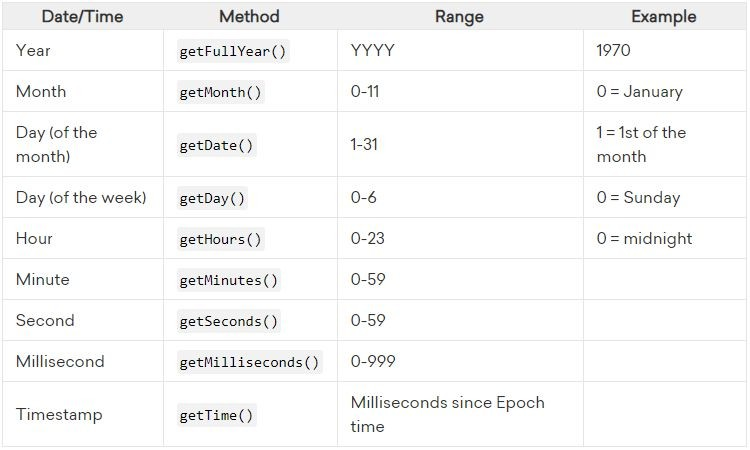 Date/Time Method Range Example
Year getFullYear() YYYY 1970
Month getMonth() 0-11 0 = January
Day (of the
month) getDate() 1-31 1 = 1st of the
month
Day (of the week) getDay() 0-6 0 = Sunday
Hour getHours() 0-23 0 = midnight
Minute getMinutes() 0-59
Second getSeconds() 0-59
Millisecond getMilliseconds() 0-999
Timestamp getTime() Milliseconds since Epoch
time